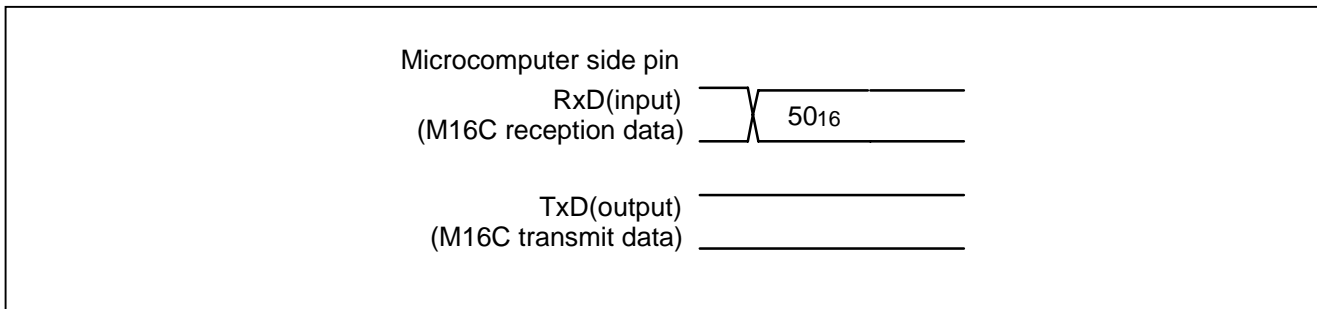 Microcomputer side pin
RxD(input)
(M16C reception data)
5016
TxD(output)
(M16C transmit data)